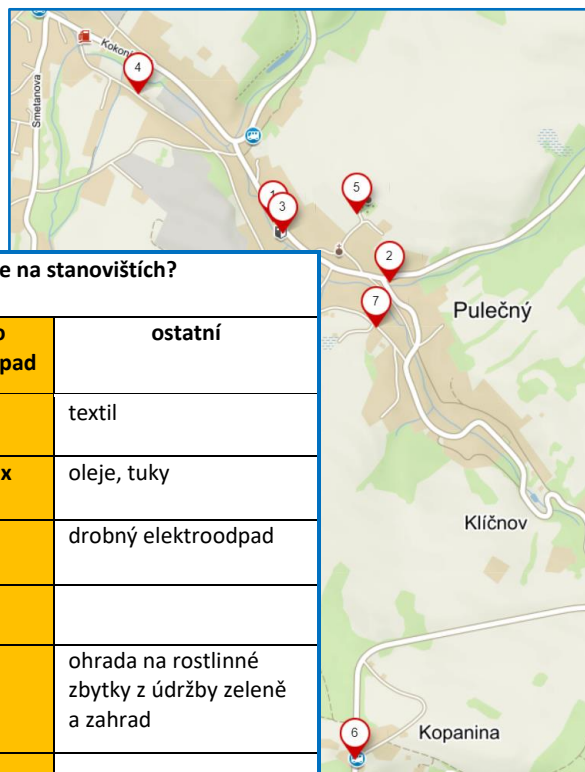 Kokoní
Smetanova
4
1
3
5
2
7
Pulečný
Klíčnov
6
Kopanina
e na stanovištích?
o
pad
ostatní
textil
x
oleje, tuky
drobný elektroodpad
ohrada na rostlinné
zbytky z údržby zeleně
a zahrad